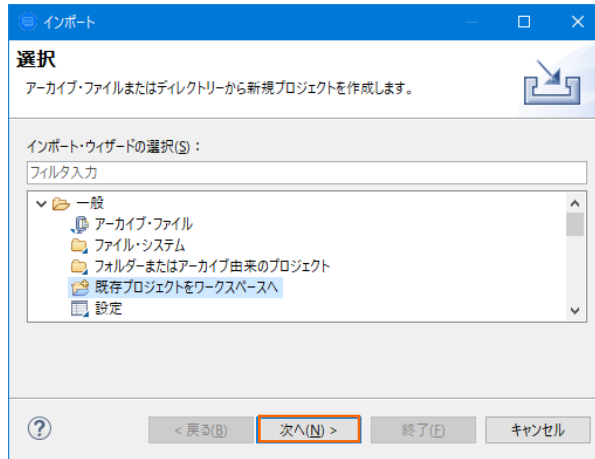 インポート
選択
アーカイブ・ファイルまたはディレクトリーから新規プロジェクトを作成します。
インポート・ウィザードの選択(S)：
フィルタ入力
一般
アーカイブ・ファイル
ファイル・システム
フォルダーまたはアーカイブ由来のプロジェクト
既存プロジェクトをワークスペースへ
設定
? < 戻る(B) 次へ(N) > 終了(F) キャンセル